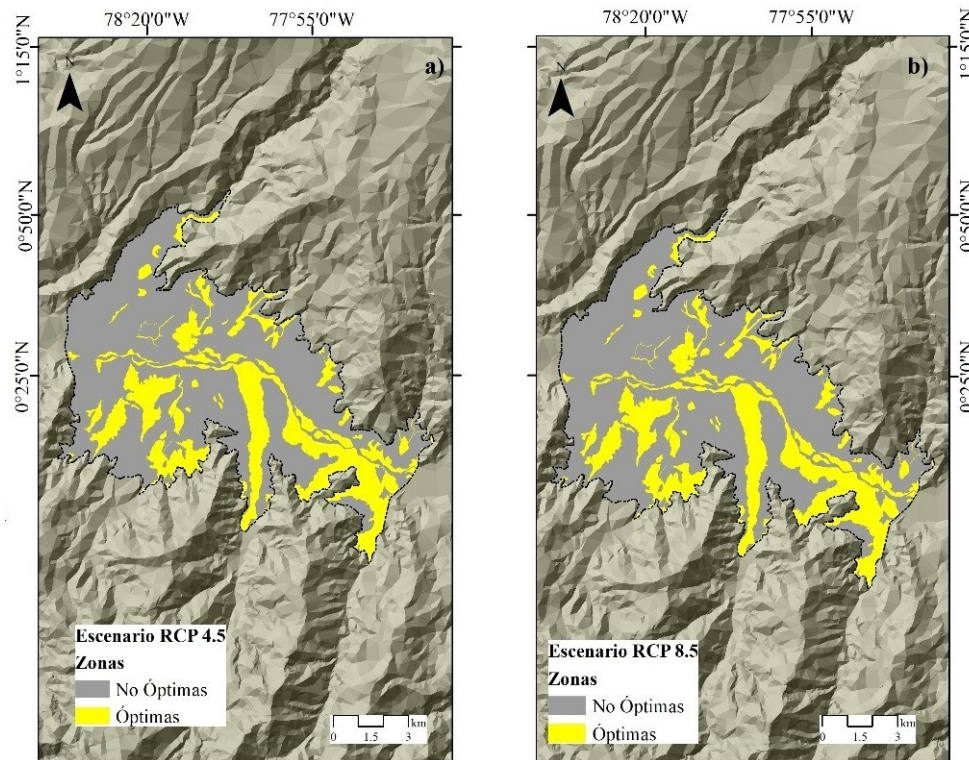 78°20'0"W 77°55'0"W
1°15'0"N
0°50'0"N
0°25'0"N
a)
N
Escenario RCP 4.5
Zonas
No Óptimas
Óptimas
km
0 1.5 3
78°20'0"W 77°55'0"W
1°15'0"N
0°50'0"N
0°25'0"N
b)
N
Escenario RCP 8.5
Zonas
No Óptimas
Óptimas
km
0 1.5 3